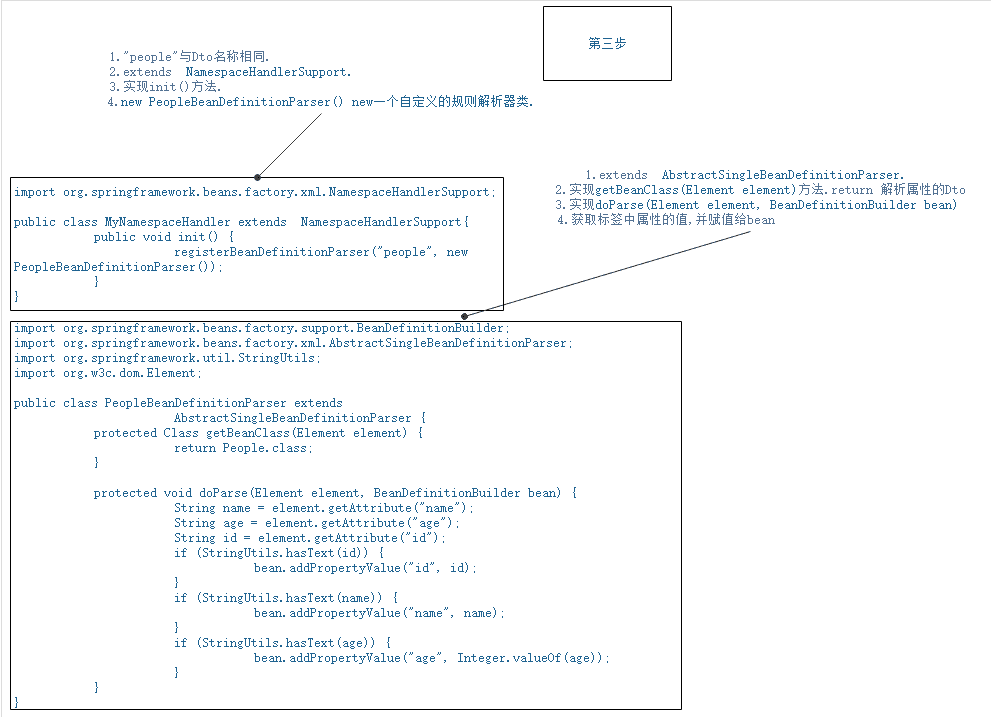 第三步
1."people"与Dto名称相同.
2.extends  NamespaceHandlerSupport.
3.实现init()方法.
4.new PeopleBeanDefinitionParser() new一个自定义的规则解析器类.
1.extends  AbstractSingleBeanDefinitionParser.
2.实现getBeanClass(Element element)方法.return 解析属性的Dto
3.实现doParse(Element element, BeanDefinitionBuilder bean)
4.获取标签中属性的值,并赋值给bean
import org.springframework.beans.factory.xml.NamespaceHandlerSupport;
public class MyNamespaceHandler extends  NamespaceHandlerSupport{
public void init() {
registerBeanDefinitionParser("people", new
PeopleBeanDefinitionParser());
}
}
import org.springframework.beans.factory.support.BeanDefinitionBuilder;
import org.springframework.beans.factory.xml.AbstractSingleBeanDefinitionParser;
import org.springframework.util.StringUtils;
import org.w3c.dom.Element;
public class PeopleBeanDefinitionParser extends
AbstractSingleBeanDefinitionParser {
protected Class getBeanClass(Element element) {
return People.class;
}
protected void doParse(Element element, BeanDefinitionBuilder bean) {
String name = element.getAttribute("name");
String age = element.getAttribute("age");
String id = element.getAttribute("id");
if (StringUtils.hasText(id)) {
bean.addPropertyValue("id", id);
}
if (StringUtils.hasText(name)) {
bean.addPropertyValue("name", name);
}
if (StringUtils.hasText(age)) {
bean.addPropertyValue("age", Integer.valueOf(age));
}
}
}